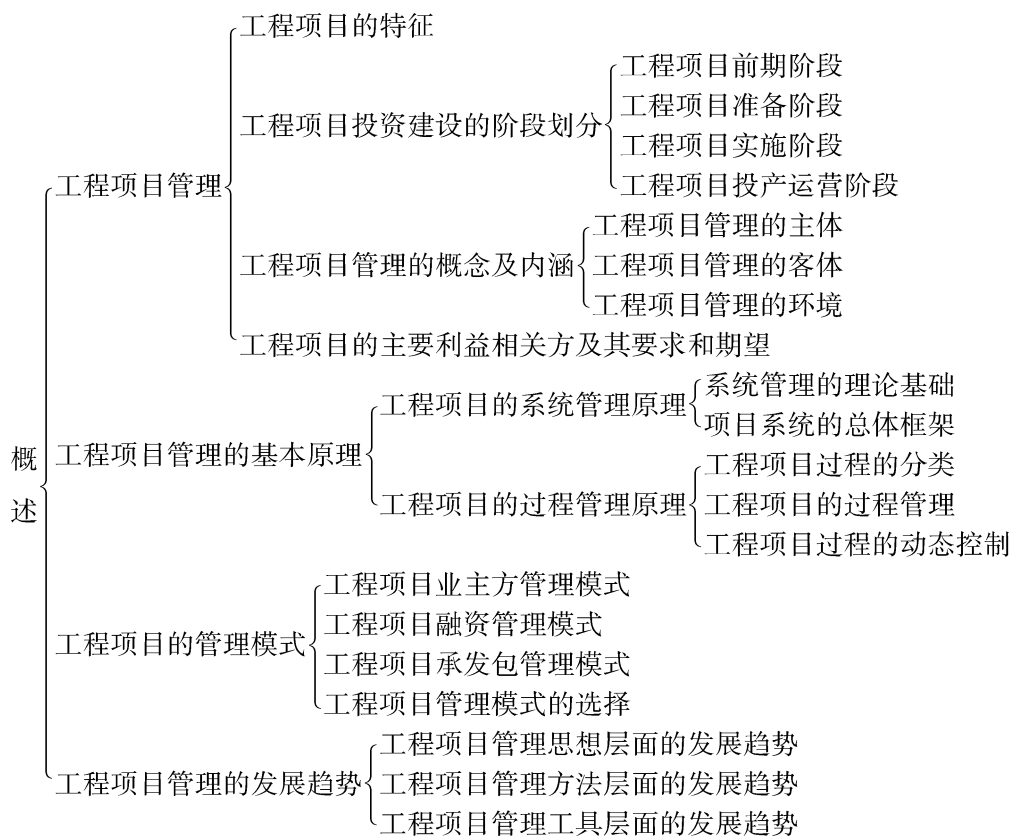 概述
工程项目管理
工程项目的特征
工程项目投资建设的阶段划分
工程项目前期阶段
工程项目准备阶段
工程项目实施阶段
工程项目投产运营阶段
工程项目管理的概念及内涵
工程项目管理的主体
工程项目管理的客体
工程项目管理的环境
工程项目的主要利益相关方及其要求和期望
工程项目管理的基本原理
工程项目的系统管理原理
系统管理的理论基础
项目系统的总体框架
工程项目的过程管理原理
工程项目过程的分类
工程项目的过程管理
工程项目过程的动态控制
工程项目的管理模式
工程项目业主方管理模式
工程项目融资管理模式
工程项目承发包管理模式
工程项目管理模式的选择
工程项目管理的发展趋势
工程项目管理思想层面的发展趋势
工程项目管理方法层面的发展趋势
工程项目管理工具层面的发展趋势